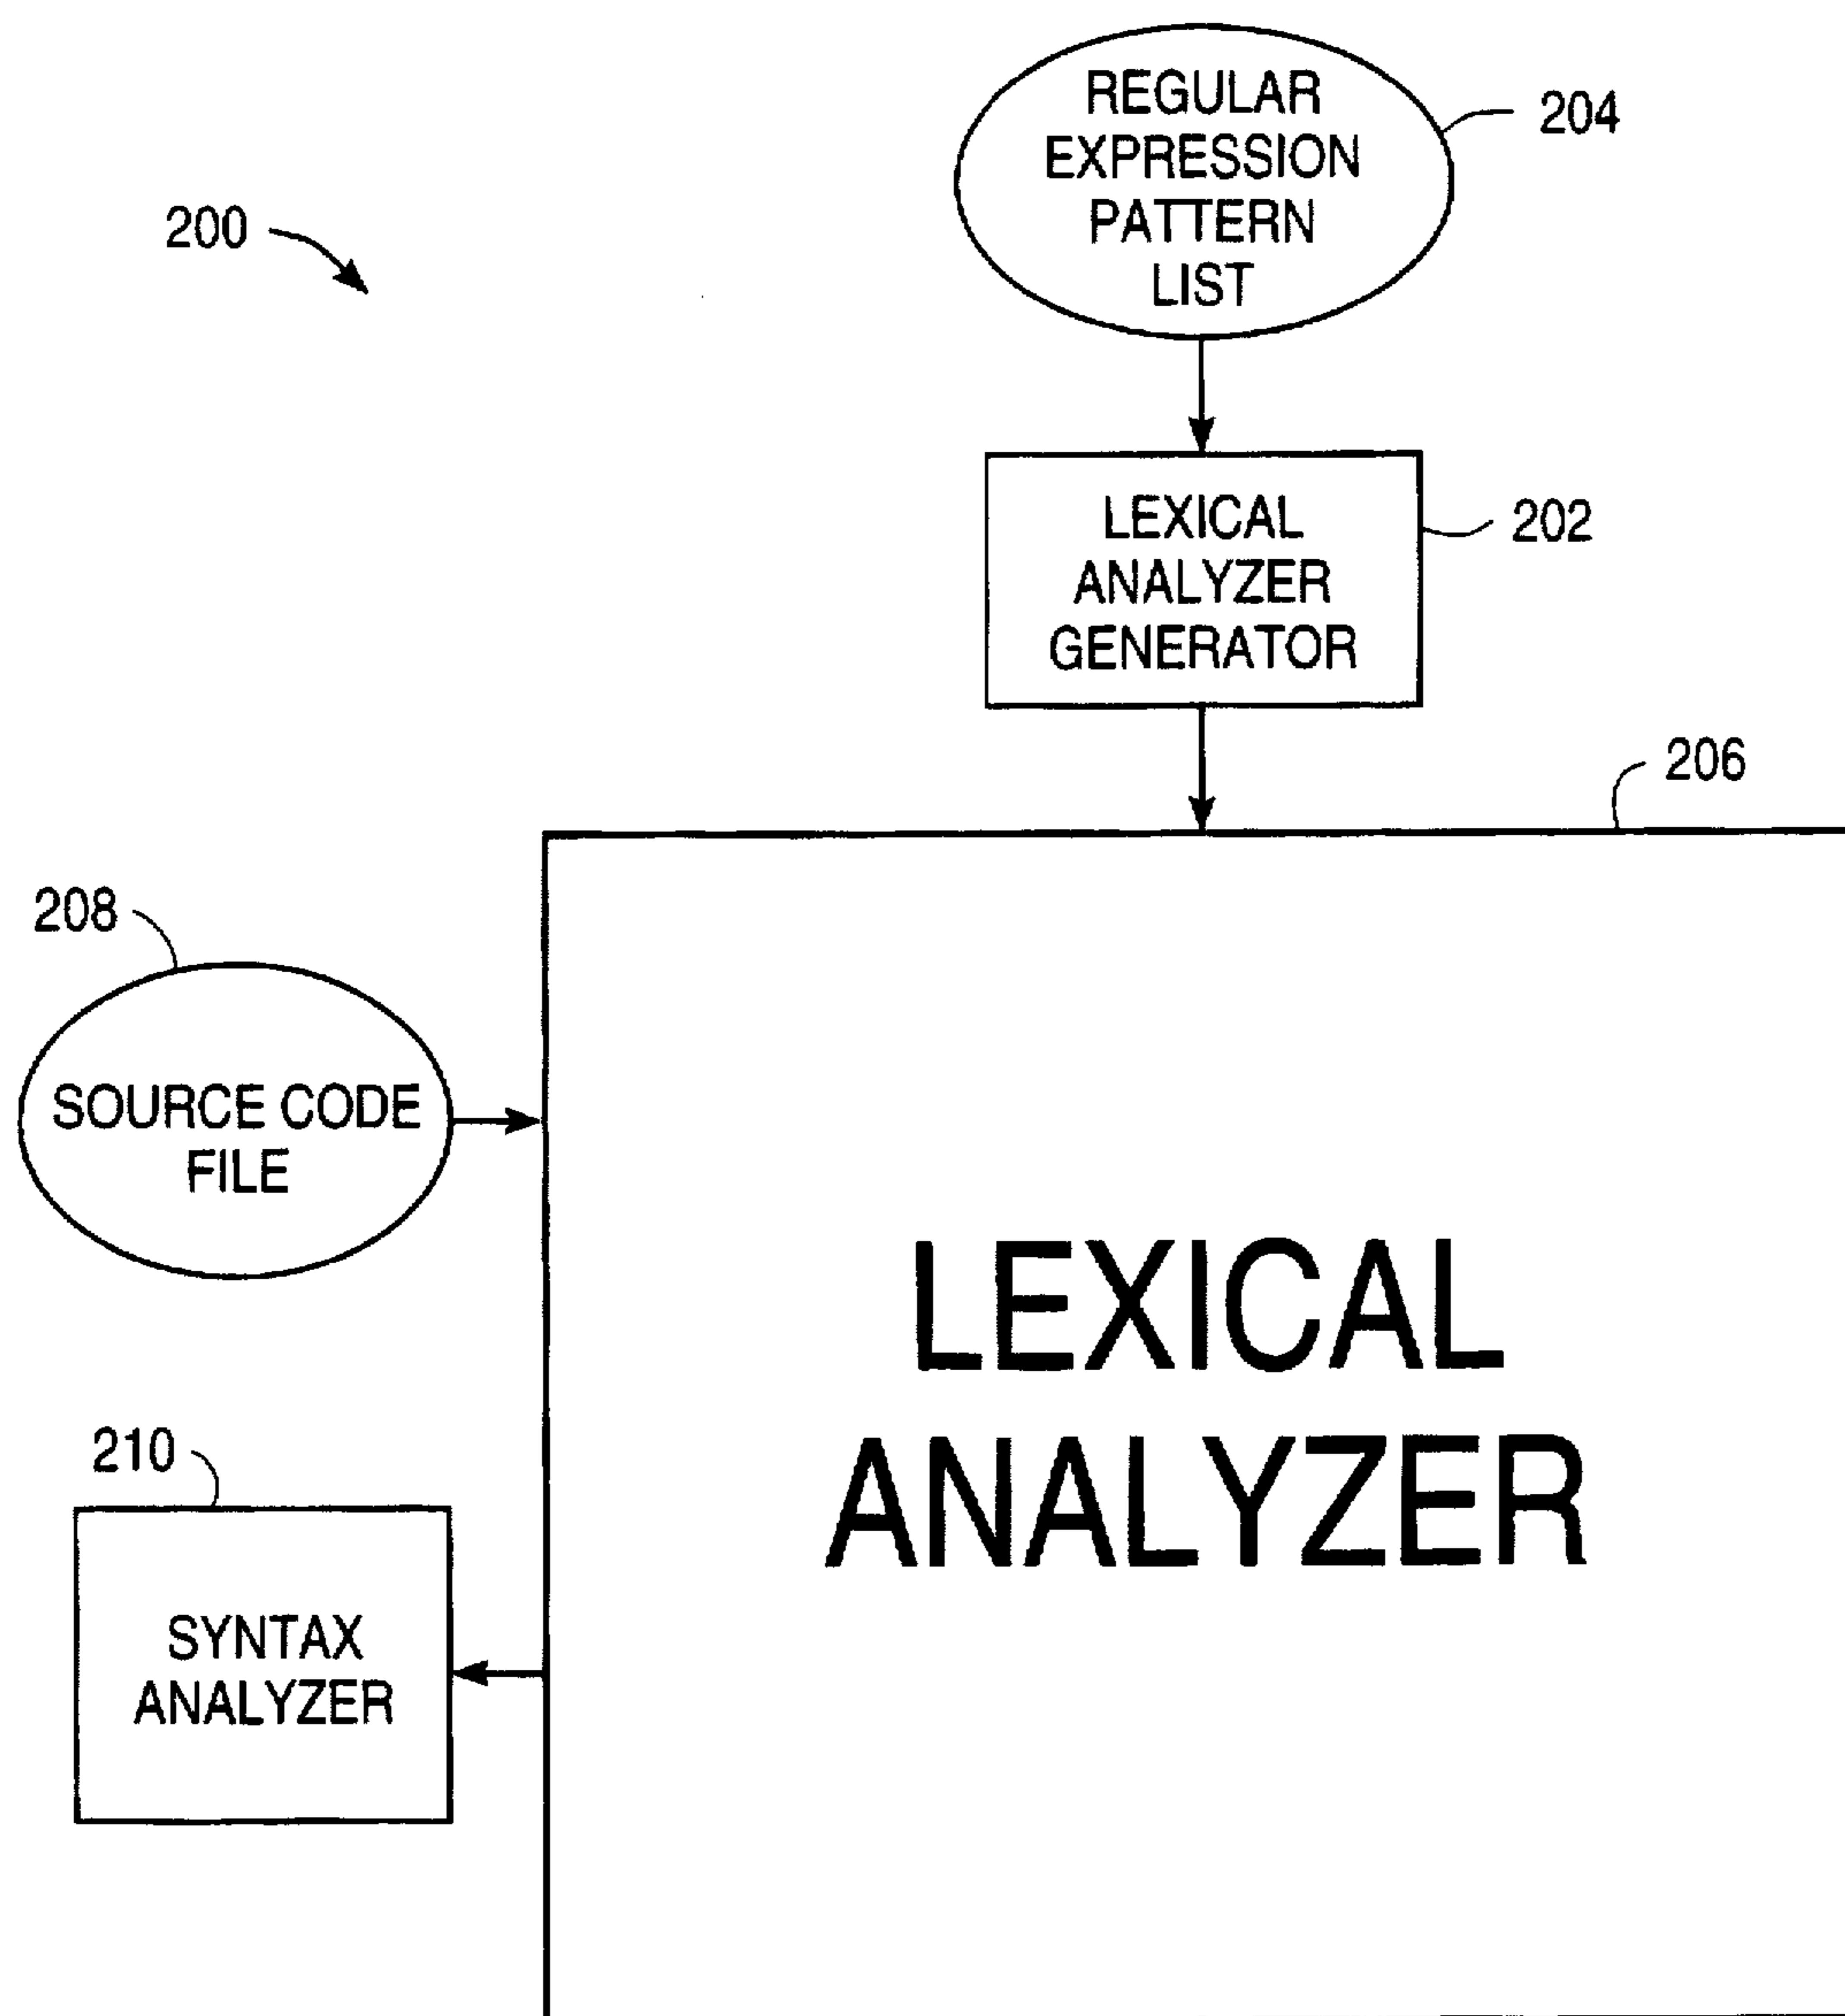 REGULAR
EXPRESSION
PATTERN
LIST
204
200
LEXICAL
ANALYZER
GENERATOR
202
206
208
SOURCE CODE
FILE
LEXICAL
ANALYZER
210
SYNTAX
ANALYZER